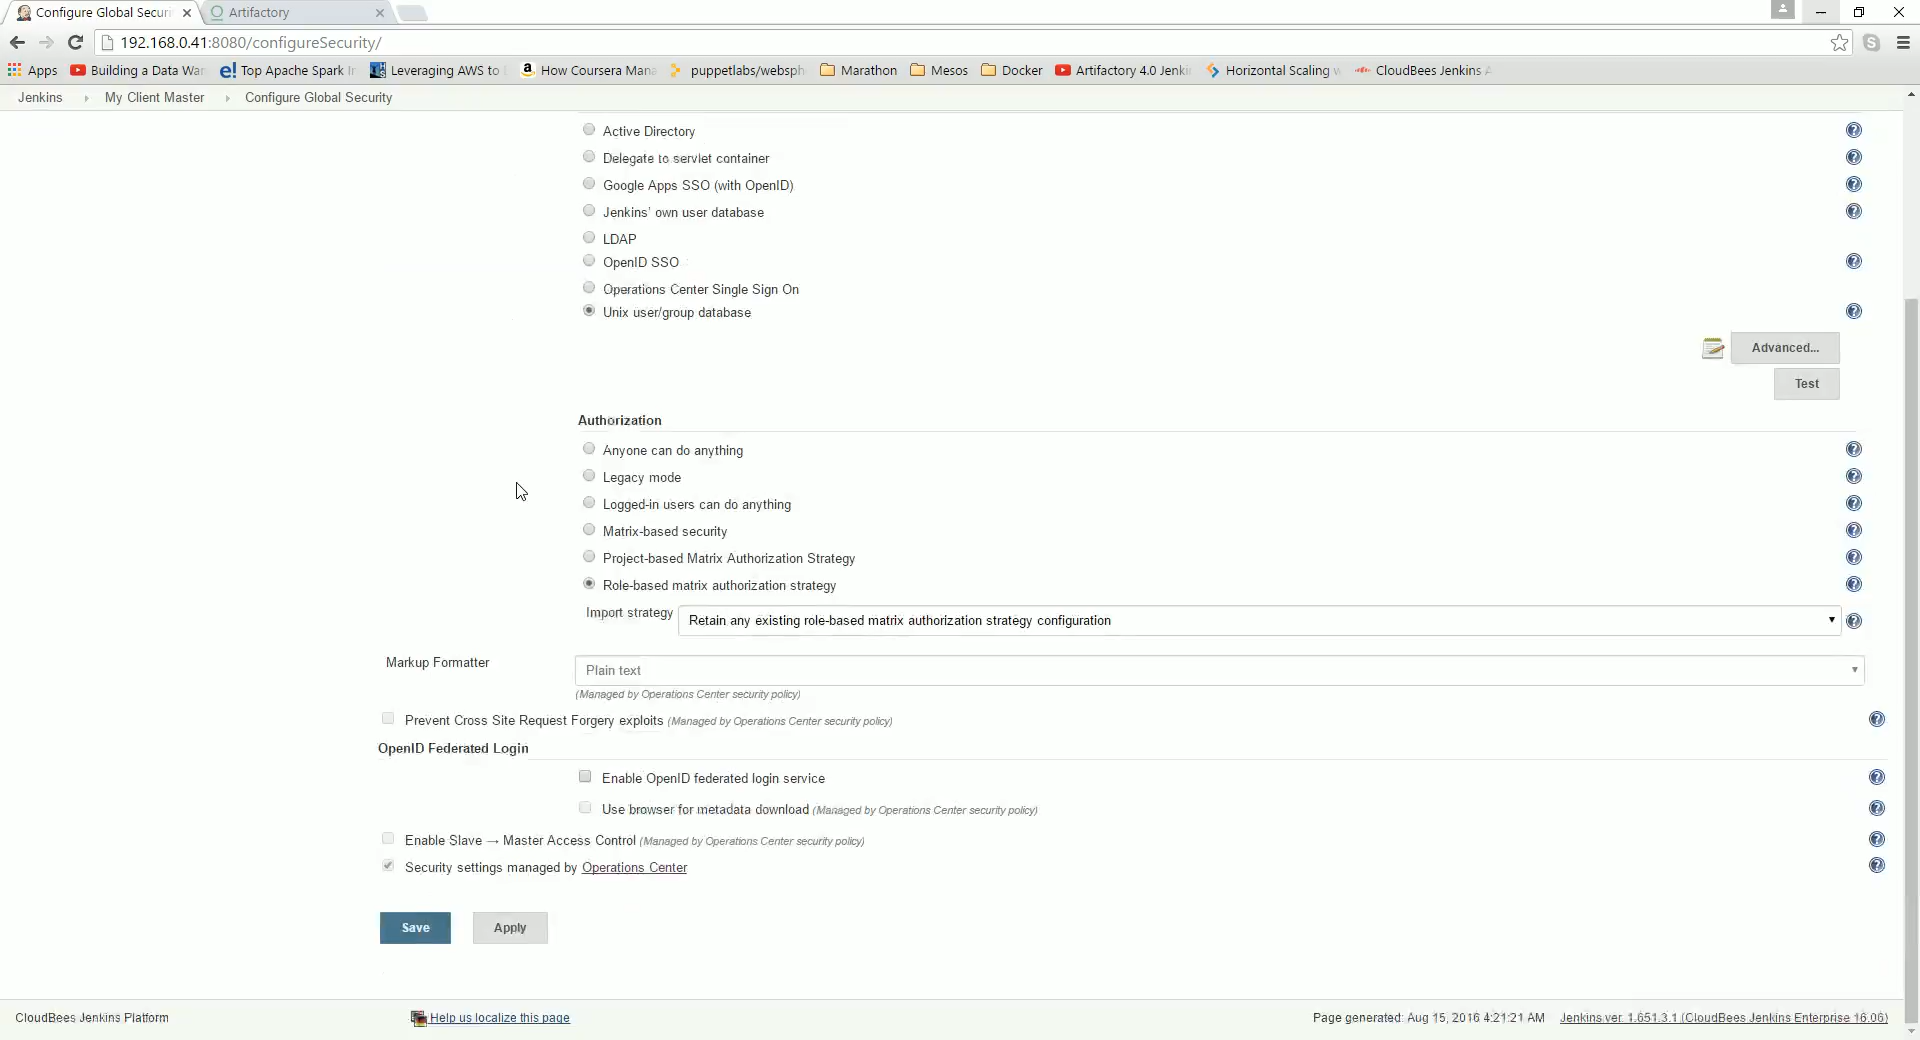 Configure Global Securi
Artifactory
192.168.0.41:8080/configureSecurity/
Apps
Building a Data War
Top Apache Spark In
Leveraging AWS to
How Coursera Mana
puppetlabs/websph
Marathon
Mesos
Docker
Artifactory 4.0 Jenki
Horizontal Scaling w
CloudBees Jenkins A
Jenkins
My Client Master
Configure Global Security
Active Directory
Delegate to servlet container
Google Apps SSO (with OpenID)
Jenkins' own user database
LDAP
OpenID SSO
Operations Center Single Sign On
Unix user/group database
Advanced...
Test
Authorization
Anyone can do anything
Legacy mode
Logged-in users can do anything
Matrix-based security
Project-based Matrix Authorization Strategy
Role-based matrix authorization strategy
Import strategy Retain any existing role-based matrix authorization strategy configuration
Markup Formatter Plain text
(Managed by Operations Center security policy)
Prevent Cross Site Request Forgery exploits (Managed by Operations Center security policy)
OpenID Federated Login
Enable OpenID federated login service
Use browser for metadata download (Managed by Operations Center security policy)
Enable Slave → Master Access Control (Managed by Operations Center security policy)
Security settings managed by Operations Center
Save Apply
CloudBees Jenkins Platform
Help us localize this page
Page generated: Aug 15, 2016 4:21:21 AM
Jenkins ver. 1.651.3.1 (CloudBees Jenkins Enterprise 16.06)